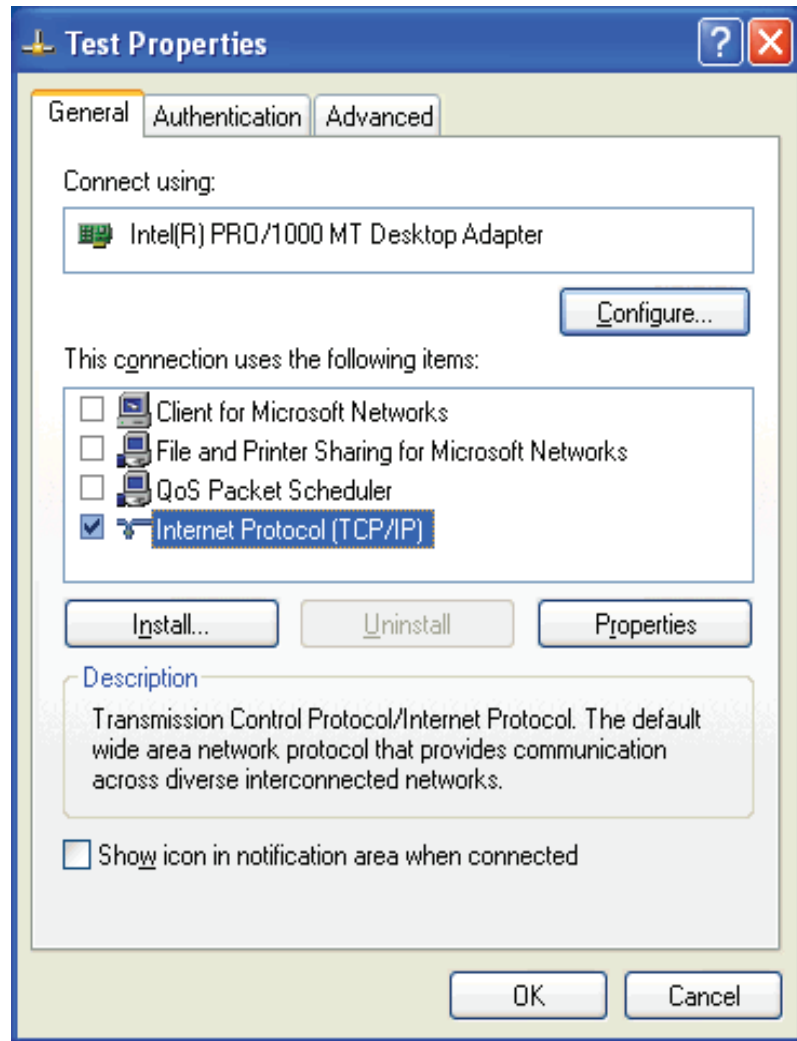 Test Properties
General Authentication Advanced
Connect using:
Intel(R) PRO/1000 MT Desktop Adapter
Configure...
This connection uses the following items:
Client for Microsoft Networks
File and Printer Sharing for Microsoft Networks
QoS Packet Scheduler
Internet Protocol (TCP/IP)
Install... Uninstall Properties
Description
Transmission Control Protocol/Internet Protocol. The default
wide area network protocol that provides communication
across diverse interconnected networks.
Show icon in notification area when connected
OK Cancel